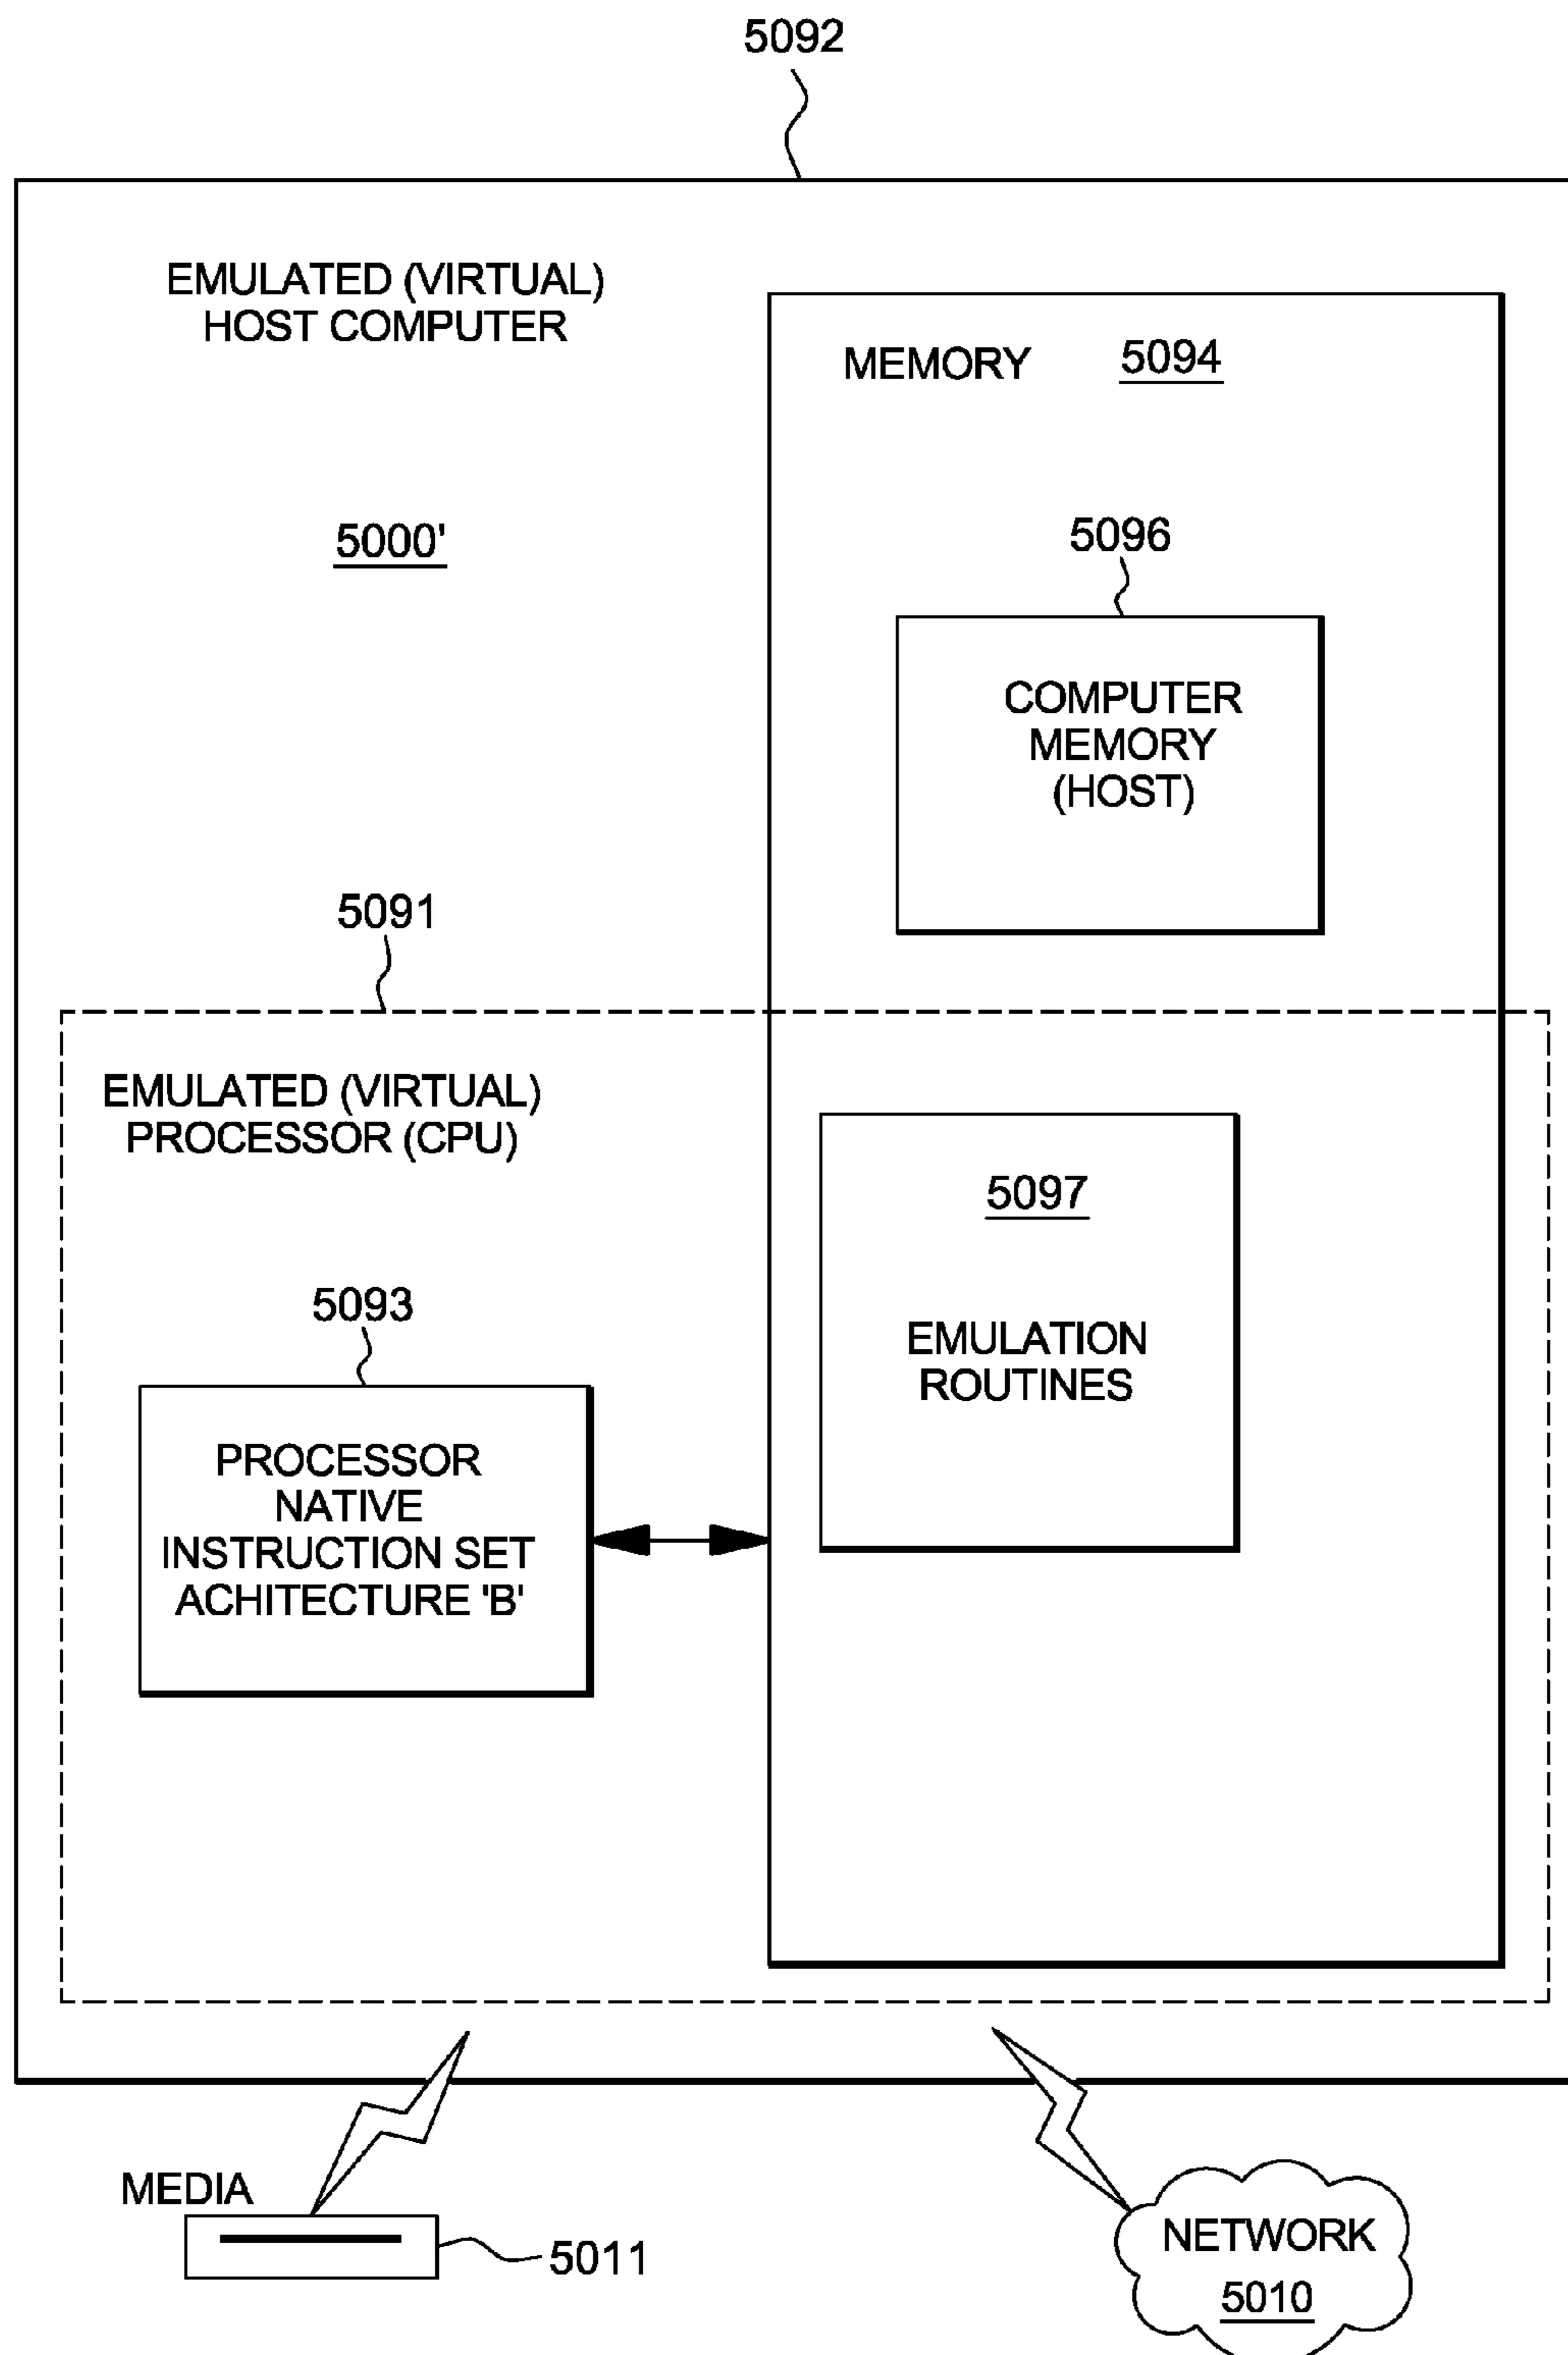 5092
EMULATED (VIRTUAL)
HOST COMPUTER
MEMORY 5094
5000'
5096
COMPUTER
MEMORY
(HOST)
5091
EMULATED (VIRTUAL)
PROCESSOR (CPU)
5097
EMULATION
ROUTINES
5093
PROCESSOR
NATIVE
INSTRUCTION SET
ACHITECTURE 'B'
MEDIA
5011
NETWORK
5010